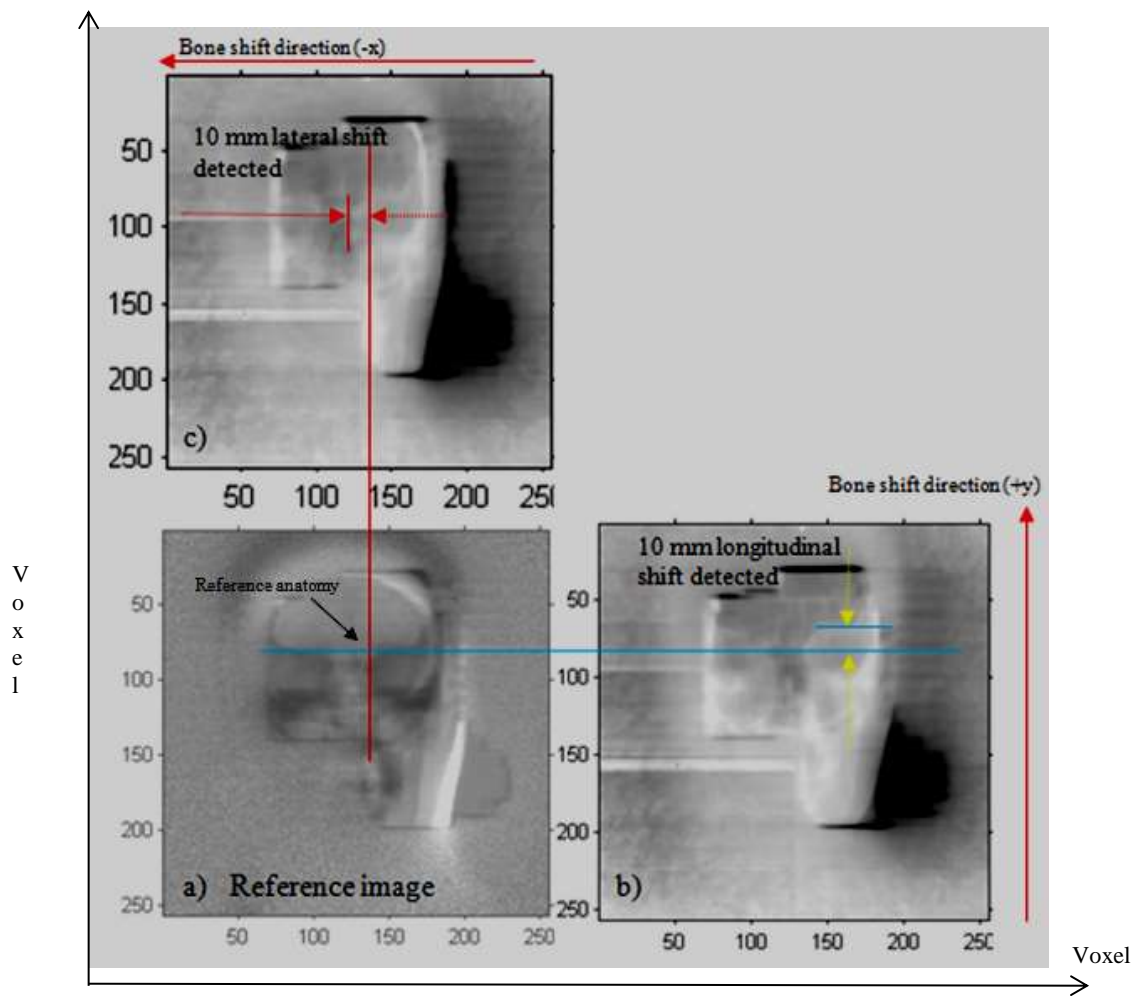 Bone shift direction (-x)
10 mm lateral shift
detected
50
100
150
200
250
c)
50 100 150 200 25
Bone shift direction (+y)
Reference anatomy
50
100
150
200
250
a) Reference image
50 100 150 200 250
10 mm longitudinal
shift detected
50
100
150
200
250
b)
50 100 150 200 25
V
o
x
e
l
Voxel